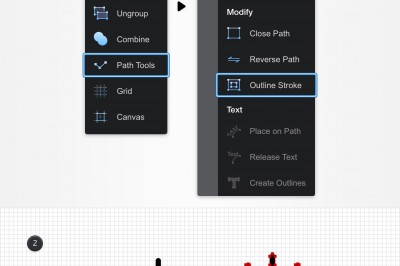 Ungroup
Combine
Path Tools
Grid
Canvas
Modify
Close Path
Reverse Path
Outline Stroke
Text
Place on Path
Release Text
Create Outlines
2